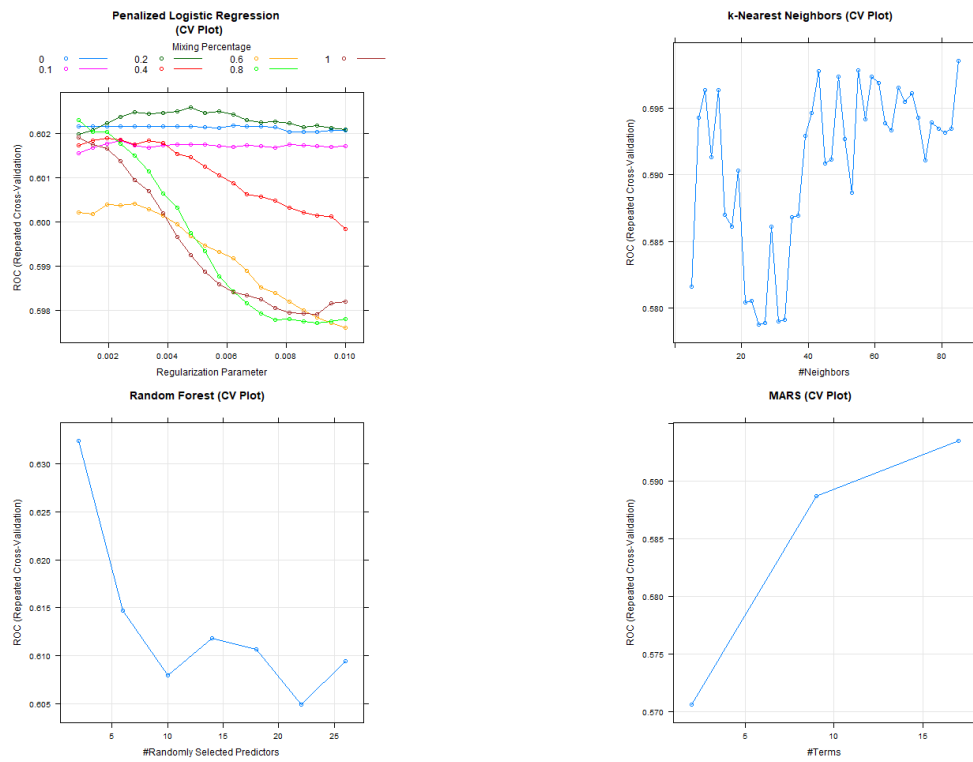 Penalized Logistic Regression
(CV Plot)
Mixing Percentage
0 0.2 0.6 1
0.1 0.4 0.8
ROC (Repeated Cross-Validation)
0.602
0.601
0.600
0.599
0.598
0.002 0.004 0.006 0.008 0.010
Regularization Parameter
k-Nearest Neighbors (CV Plot)
ROC (Repeated Cross-Validation)
0.595
0.590
0.585
0.580
20 40 60 80
#Neighbors
Random Forest (CV Plot)
ROC (Repeated Cross-Validation)
0.630
0.625
0.620
0.615
0.610
0.605
5 10 15 20 25
#Randomly Selected Predictors
MARS (CV Plot)
ROC (Repeated Cross-Validation)
0.590
0.585
0.580
0.575
0.570
5 10 15
#Terms